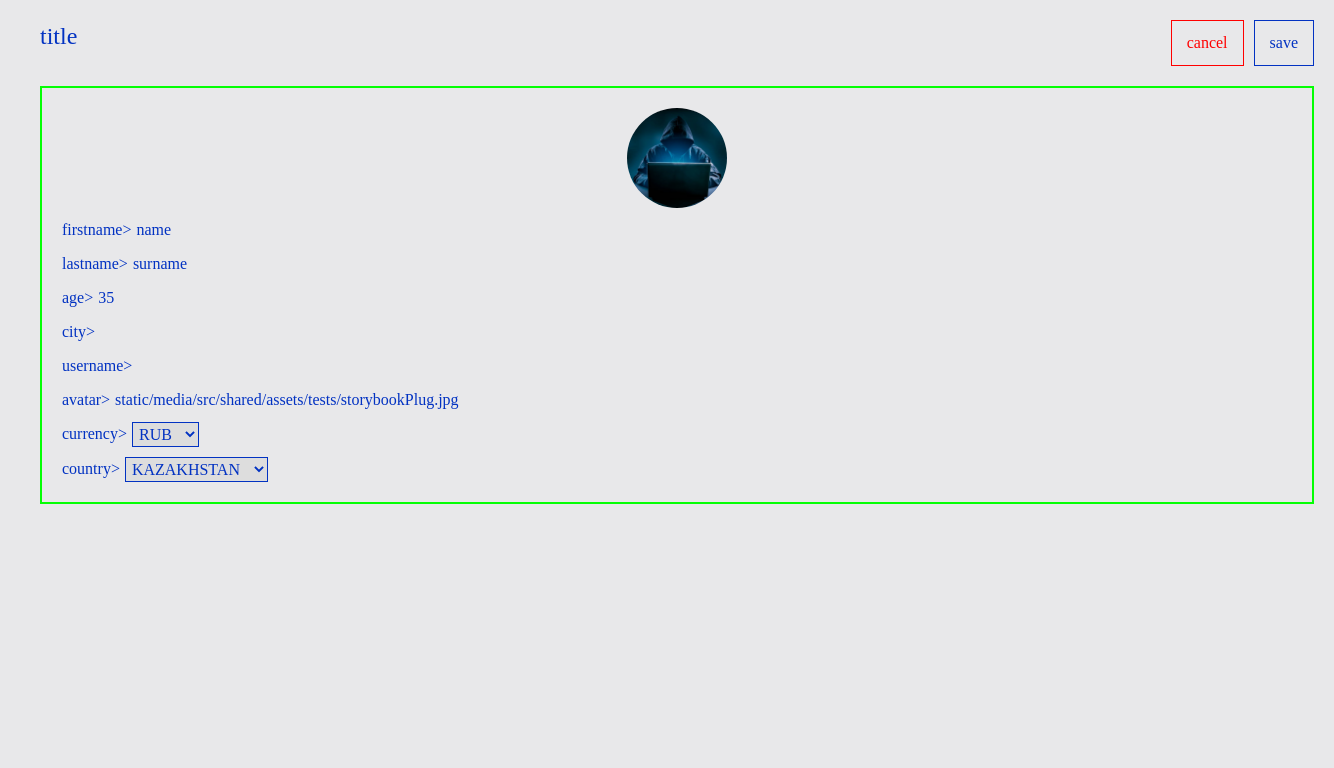 title
cancel save
firstname> name
lastname> surname
age> 35
city>
username>
avatar> static/media/src/shared/assets/tests/storybookPlug.jpg
currency> RUB
country> KAZAKHSTAN